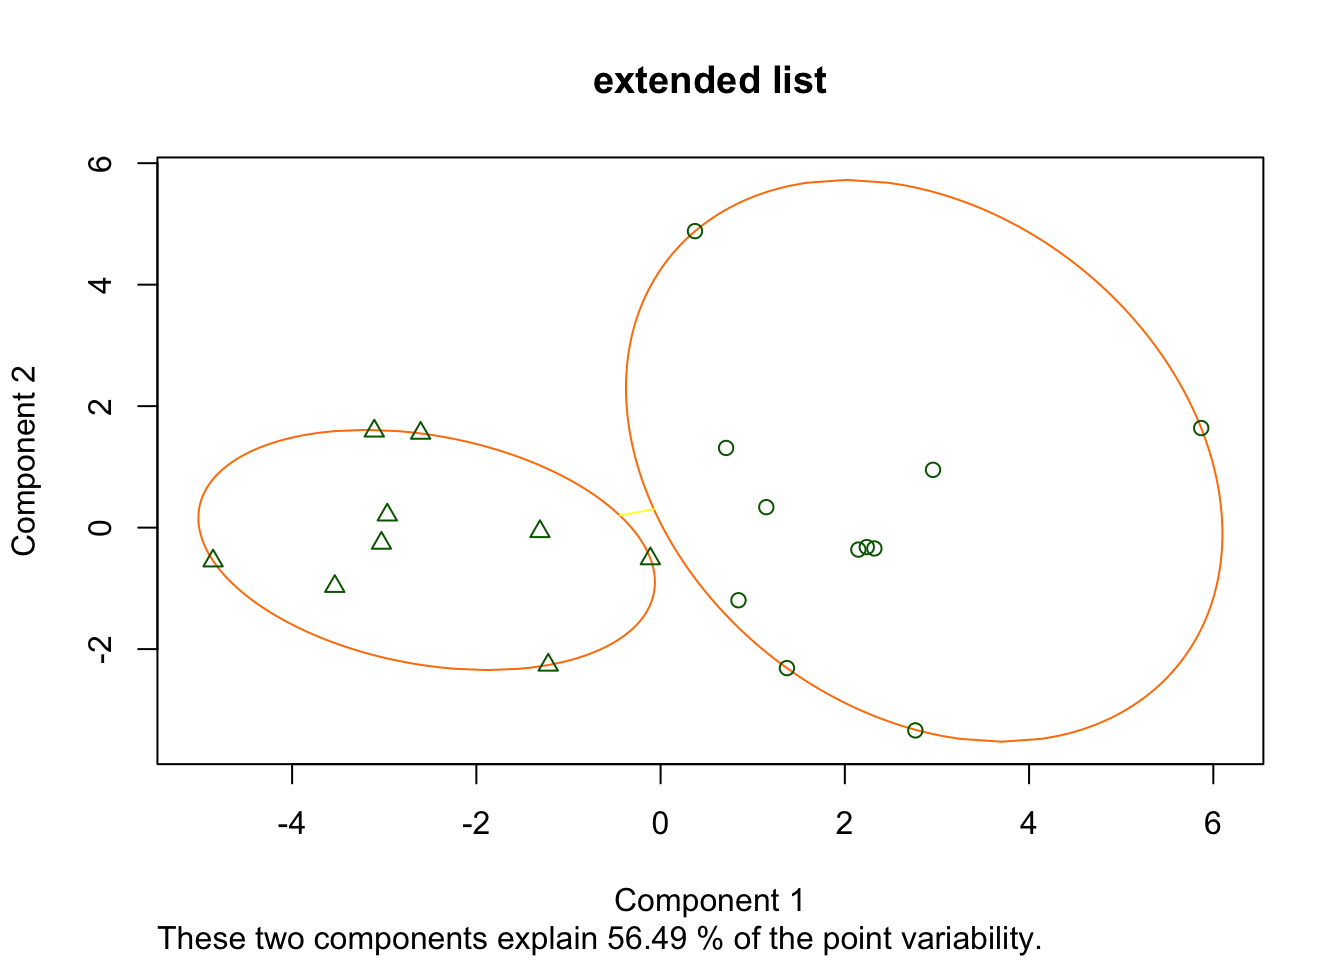 extended list
6
4
2
0
-2
Component 2
-4 -2 0 2 4 6
Component 1
These two components explain 56.49 % of the point variability.